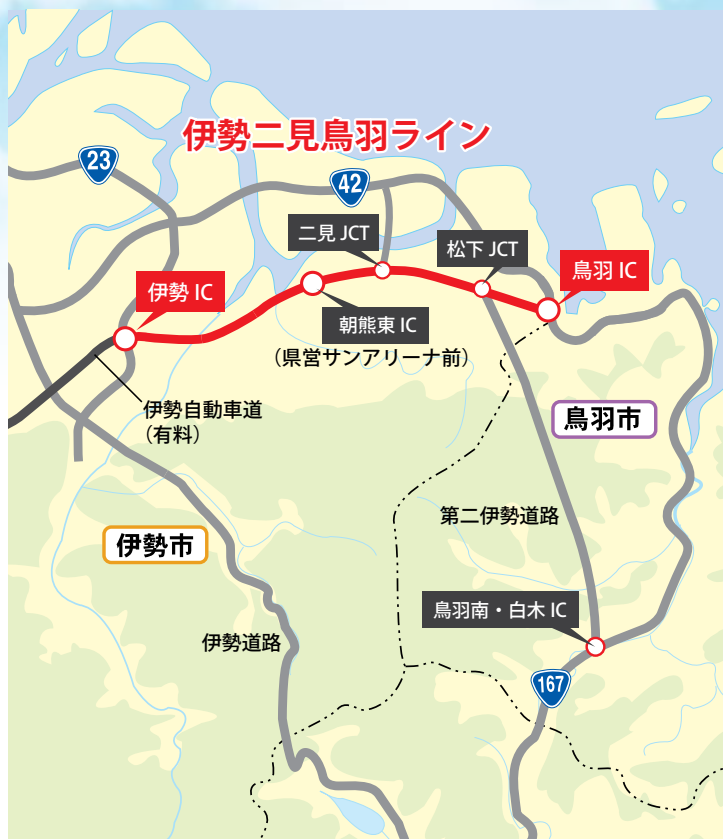 伊勢二見鳥羽ライン
23
42
二見 JCT
松下 JCT
鳥羽 IC
伊勢 IC
朝熊東 IC
(県営サンアリーナ前)
伊勢自動車道
(有料)
鳥羽市
第二伊勢道路
伊勢市
鳥羽南・白木 IC
伊勢道路
167